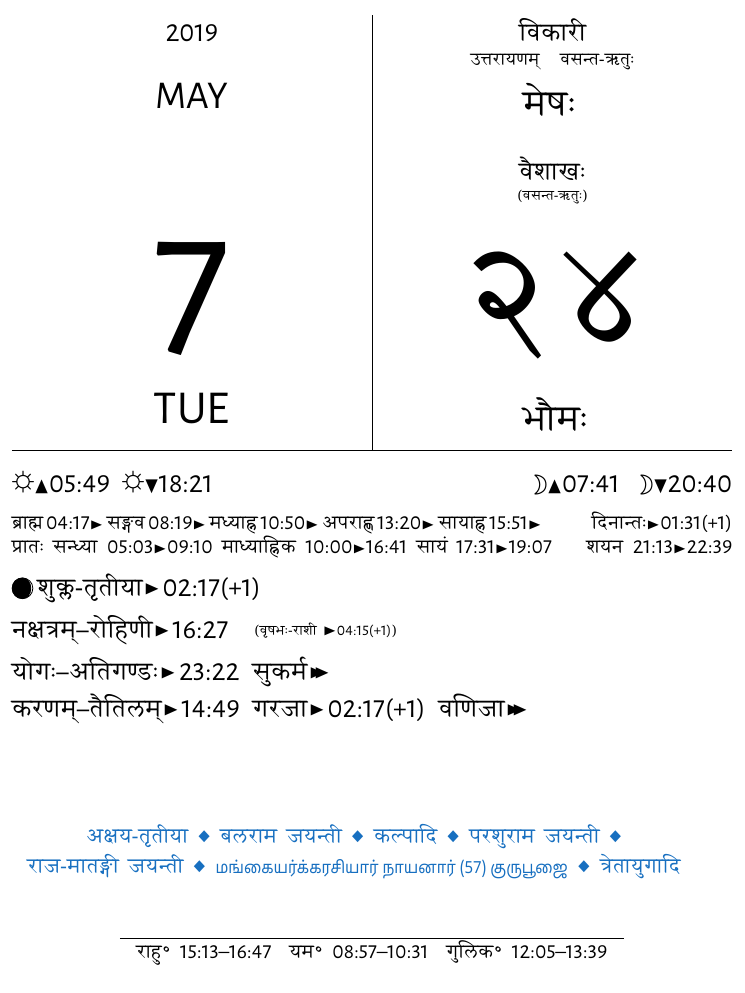 2019
MAY
7
TUE
विकारी
उत्तरायणम् वसन्त-ऋतुः
मेषः
वैशाखः
(वसन्त-ऋतुः)
२४
भौमः
☼▲05:49 ☼▼18:21 ☽▲07:41 ☽▼20:40
ब्राह्म 04:17► सङ्गव 08:19► मध्याह्न 10:50► अपराह्ण 13:20► सायाह्न 15:51► दिनान्तः►01:31(+1)
प्रातः सन्ध्या 05:03►09:10 माध्याह्निक 10:00►16:41 सायं 17:31►19:07 शयन 21:13►22:39
शुक्ल-तृतीया►02:17(+1)
नक्षत्रम्–रोहिणी►16:27 (वृषभः-राशी ►04:15(+1))
योगः–अतिगण्डः►23:22 सुकर्म►►
करणम्–तैतिलम्►14:49 गरजा►02:17(+1) वणिजा►►
अक्षय-तृतीया ◆ बलराम जयन्ती ◆ कल्पादि ◆ परशुराम जयन्ती ◆
राज-मातङ्गी जयन्ती ◆ மங்கையர்க்கரசியார் நாயனார் (57) குருபூஜை ◆ त्रेतायुगादि
राहु॰ 15:13–16:47 यम॰ 08:57–10:31 गुलिक॰ 12:05–13:39